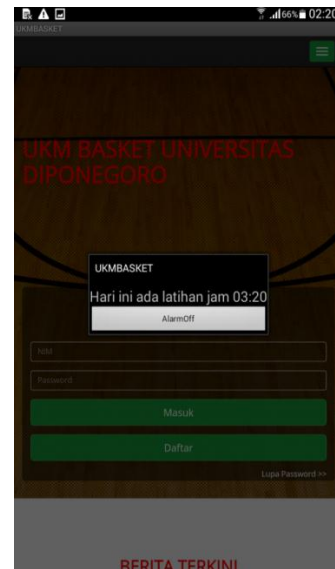 66% 02:20
UKMBASKET
UKM BASKET UNIVERSITAS
DIPONEGORO
UKMBASKET
Hari ini ada latihan jam 03:20
AlarmOff
NIM
Password
Masuk
Daftar
Lupa Password >>
BERITA TERKINI